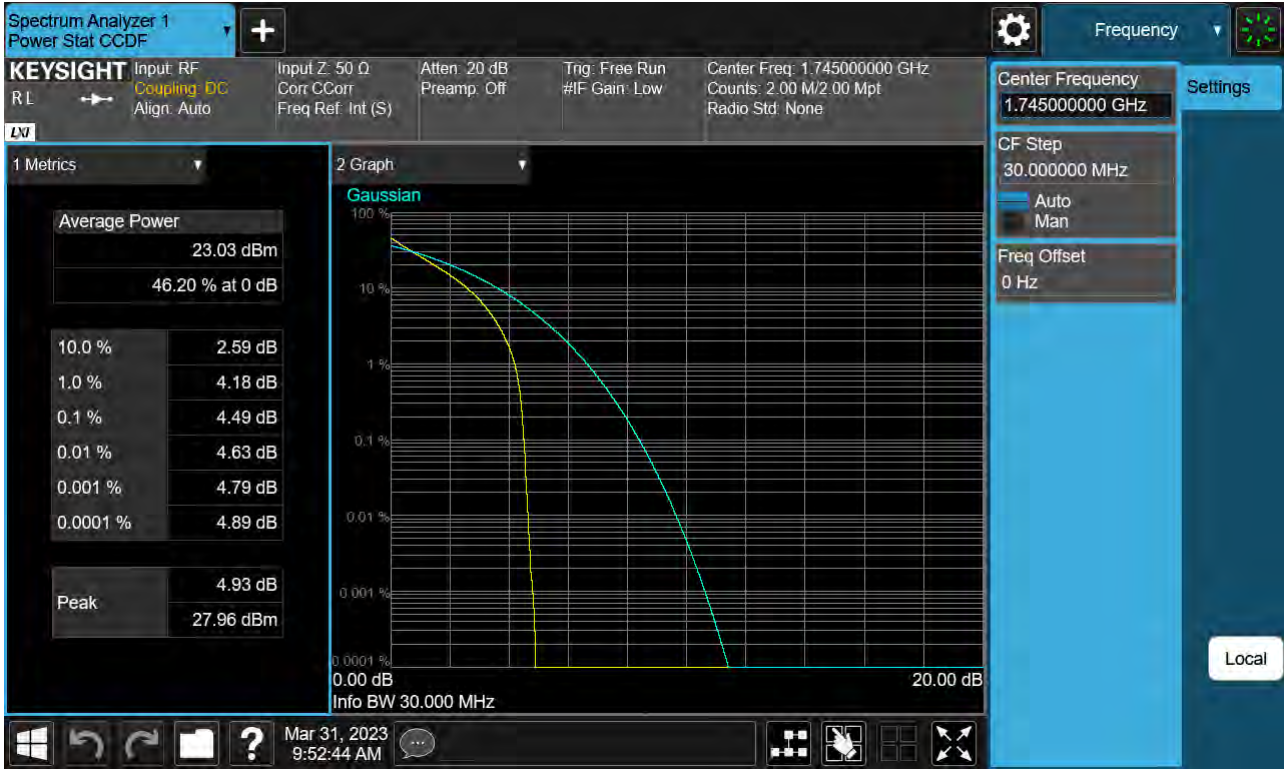 Spectrum Analyzer 1
Power Stat CCDF
Frequency
KEYSIGHT
R L
LXI
Input: RF
Coupling: DC
Align: Auto
Input Z: 50 Ω
Corr CCorr
Freq Ref: Int (S)
Atten: 20 dB
Preamp: Off
Trig: Free Run
#IF Gain: Low
Center Freq: 1.745000000 GHz
Counts: 2.00 M/2.00 Mpt
Radio Std: None
Center Frequency
1.745000000 GHz
CF Step
30.000000 MHz
Auto
Man
Freq Offset
0 Hz
Settings
Local
1 Metrics
Average Power
23.03 dBm
46.20 % at 0 dB
10.0 % 2.59 dB
1.0 % 4.18 dB
0.1 % 4.49 dB
0.01 % 4.63 dB
0.001 % 4.79 dB
0.0001 % 4.89 dB
Peak
4.93 dB
27.96 dBm
2 Graph
Gaussian
100 %
10 %
1 %
0.1 %
0.01 %
0.001 %
0.0001 %
0.00 dB 20.00 dB
Info BW 30.000 MHz
?
Mar 31, 2023
9:52:44 AM